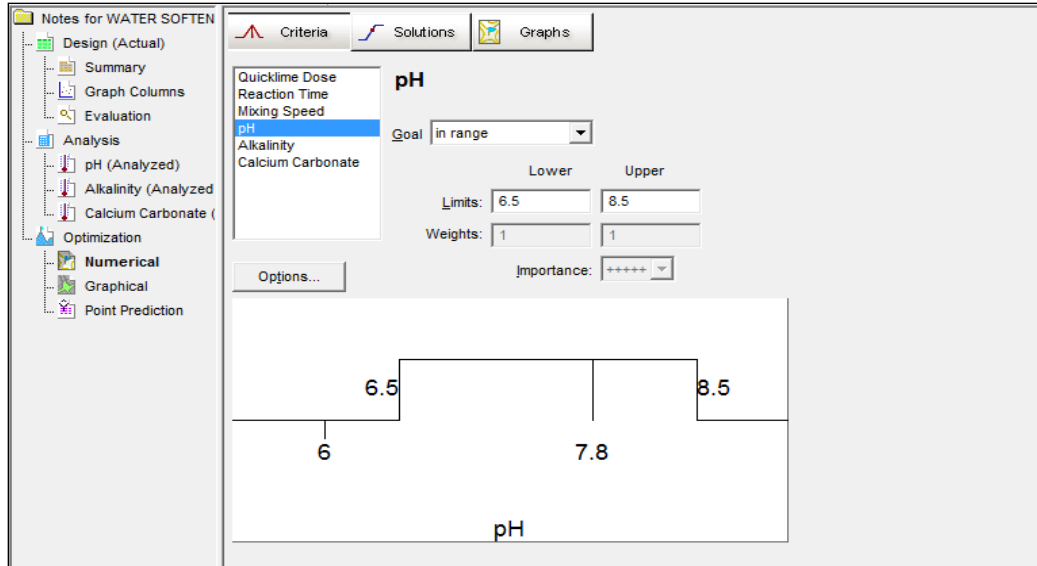 Notes for WATER SOFTEN
Design (Actual)
Summary
Graph Columns
Evaluation
Analysis
pH (Analyzed)
Alkalinity (Analyzed
Calcium Carbonate (
Optimization
Numerical
Graphical
Point Prediction
Criteria Solutions Graphs
Quicklime Dose
Reaction Time
Mixing Speed
pH
Alkalinity
Calcium Carbonate
Options...
pH
Goal in range
Lower Upper
Limits: 6.5 8.5
Weights: 1 1
Importance: +++++
6.5 8.5
6 7.8
pH